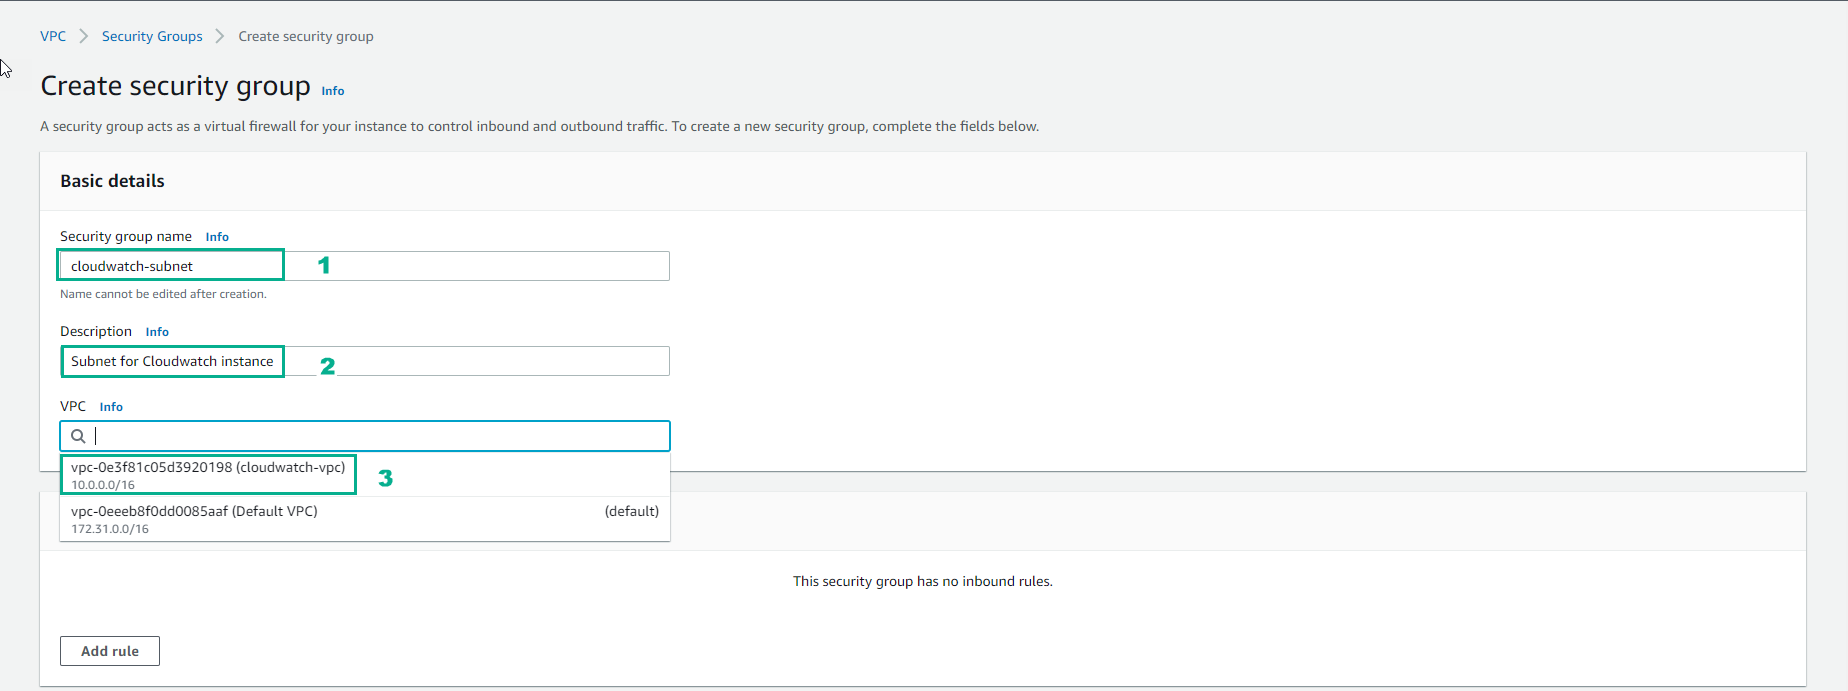 VPC > Security Groups > Create security group
Create security group Info
A security group acts as a virtual firewall for your instance to control inbound and outbound traffic. To create a new security group, complete the fields below.
Basic details
Security group name Info
cloudwatch-subnet 1
Name cannot be edited after creation.
Description Info
Subnet for Cloudwatch instance 2
VPC Info
vpc-0e3f81c05d3920198 (cloudwatch-vpc) 3
10.0.0.0/16
vpc-0eeeb8f0dd0085aaf (Default VPC) (default)
172.31.0.0/16
This security group has no inbound rules.
Add rule